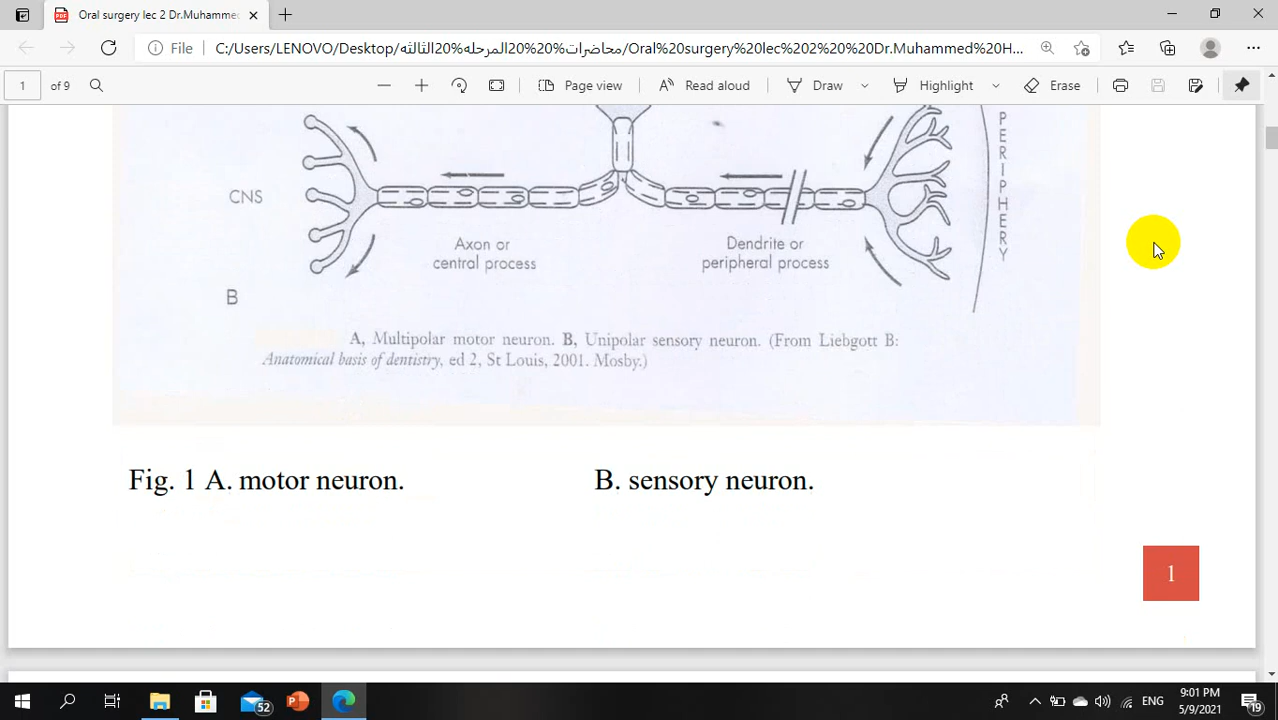 Oral surgery lec 2 Dr.Muhammed
File
C:/Users/LENOVO/Desktop/محاضرات%20%20المرحله%20الثالثه/Oral%20surgery%20lec%202%20%20Dr.Muhammed%20H...
1
of 9
Page view
Read aloud
Draw
Highlight
Erase
CNS
PERIPHERY
Axon or
central process
Dendrite or
peripheral process
B
A, Multipolar motor neuron. B, Unipolar sensory neuron. (From Liebgott B:
Anatomical basis of dentistry, ed 2, St Louis, 2001. Mosby.)
Fig. 1 A. motor neuron.
B. sensory neuron.
1
52
ENG
9:01 PM
5/9/2021
19